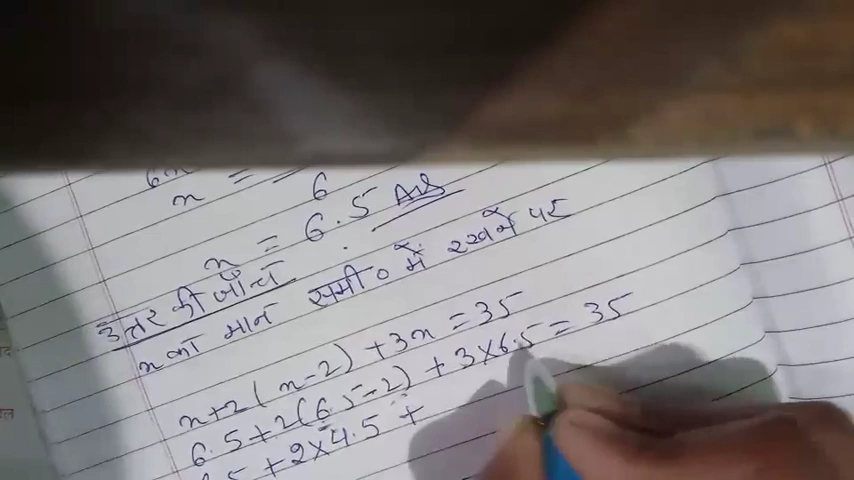 n =
6
n = 6.5 Ans
उत्तर की जाँच
n का मान समी० में रखने पर
n+2(n-2)+3n=35
6.5+2(6.5-2)+3×6.5=35
+2×4.5+